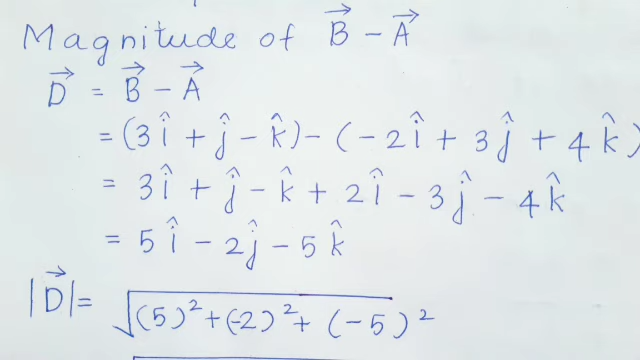 Magnitude of B⃗ - A⃗
D⃗ = B⃗ - A⃗
= (3î + ĵ - k̂) - (-2î + 3ĵ + 4k̂)
= 3î + ĵ - k̂ + 2î - 3ĵ - 4k̂
= 5î - 2ĵ - 5k̂
|D⃗| = √(5)² + (-2)² + (-5)²